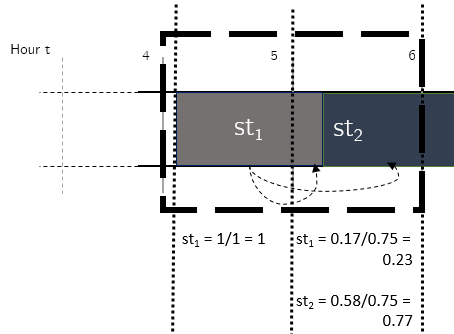 Hour t
4
5
6
st₁
st₂
st₁ = 1/1 = 1
st₁ = 0.17/0.75 =
0.23
st₂ = 0.58/0.75 =
0.77